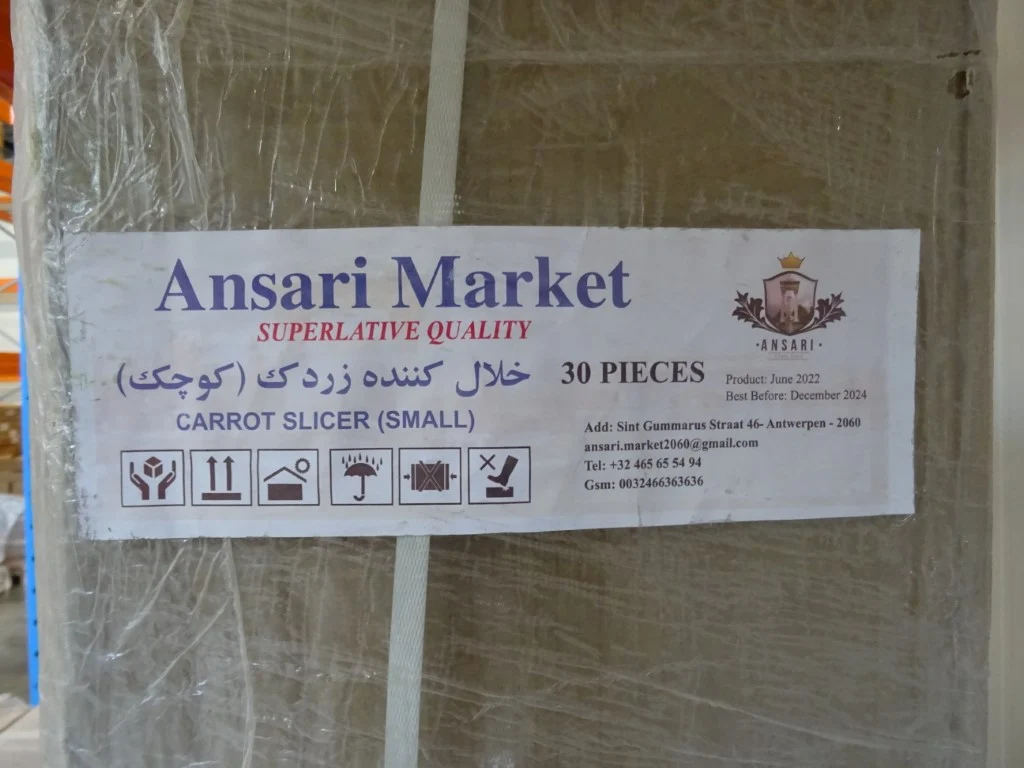 Ansari Market
SUPERLATIVE QUALITY
خلال کننده زردک (کوچک)
CARROT SLICER (SMALL)
30 PIECES
·ANSARI·
Product: June 2022
Best Before: December 2024
Add: Sint Gummarus Straat 46- Antwerpen - 2060
ansari.market2060@gmail.com
Tel: +32 465 65 54 94
Gsm: 0032466363636